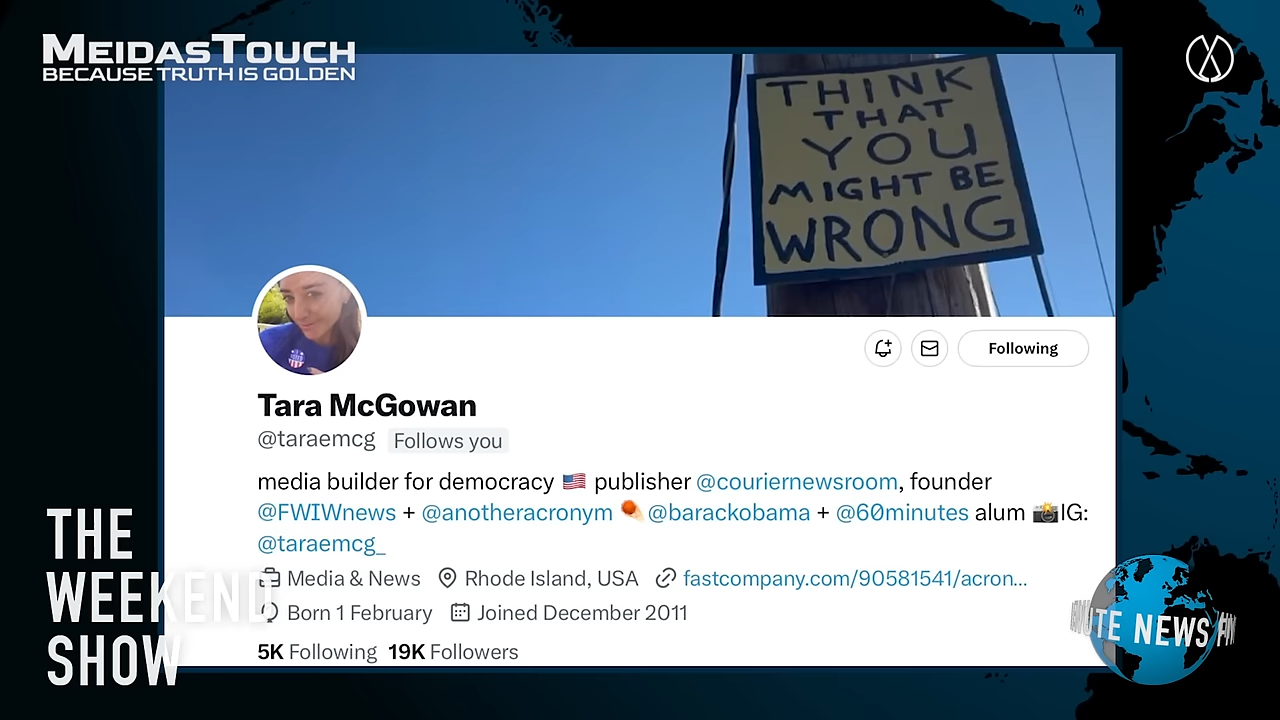 MEIDASTOUCH
BECAUSE TRUTH IS GOLDEN
THINK
THAT
YOU
MIGHT BE
WRONG
Following
Tara McGowan
@taraemcg Follows you
media builder for democracy 🇺🇸 publisher @couriernewsroom, founder
@FWIWnews + @anotheracronym ☄️ @barackobama + @60minutes alum 📸IG:
@taraemcg_
Media & News Rhode Island, USA fastcompany.com/90581541/acron...
Born 1 February Joined December 2011
5K Following 19K Followers
THE
WEEKEND
SHOW
NEWS